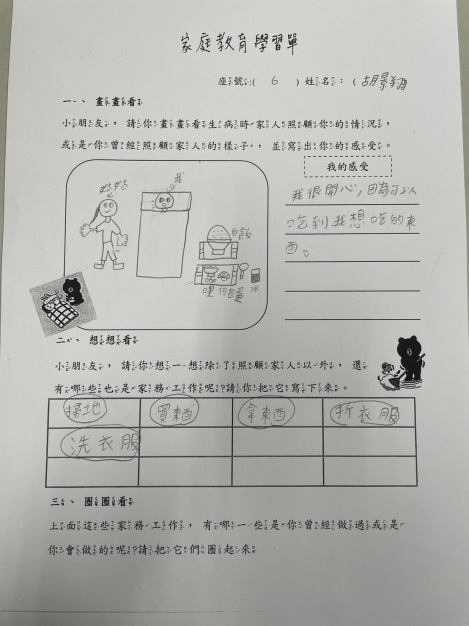 家庭教育學習單
座號:( 6 ) 姓名:(胡景翔
一、畫畫看
小朋友,請你畫畫看生病時家人照顧你的情況,
或是你曾經照顧家人的樣子,並寫出你的感受。
我的感受
我很開心,因為可以
吃到我想吃的東
西。
姑姑
我
白飯
荷包蛋
水
二、想想看
小朋友,請你想一想除了照顧家人以外,還
有哪些也是家務工作呢?請你把它寫下來。
掃地 買東西 拿東西 折衣服
洗衣服
三、圈圈看
上面這些家務工作,有哪一些是你曾經做過或是
你會做的呢?請把它們圈起來